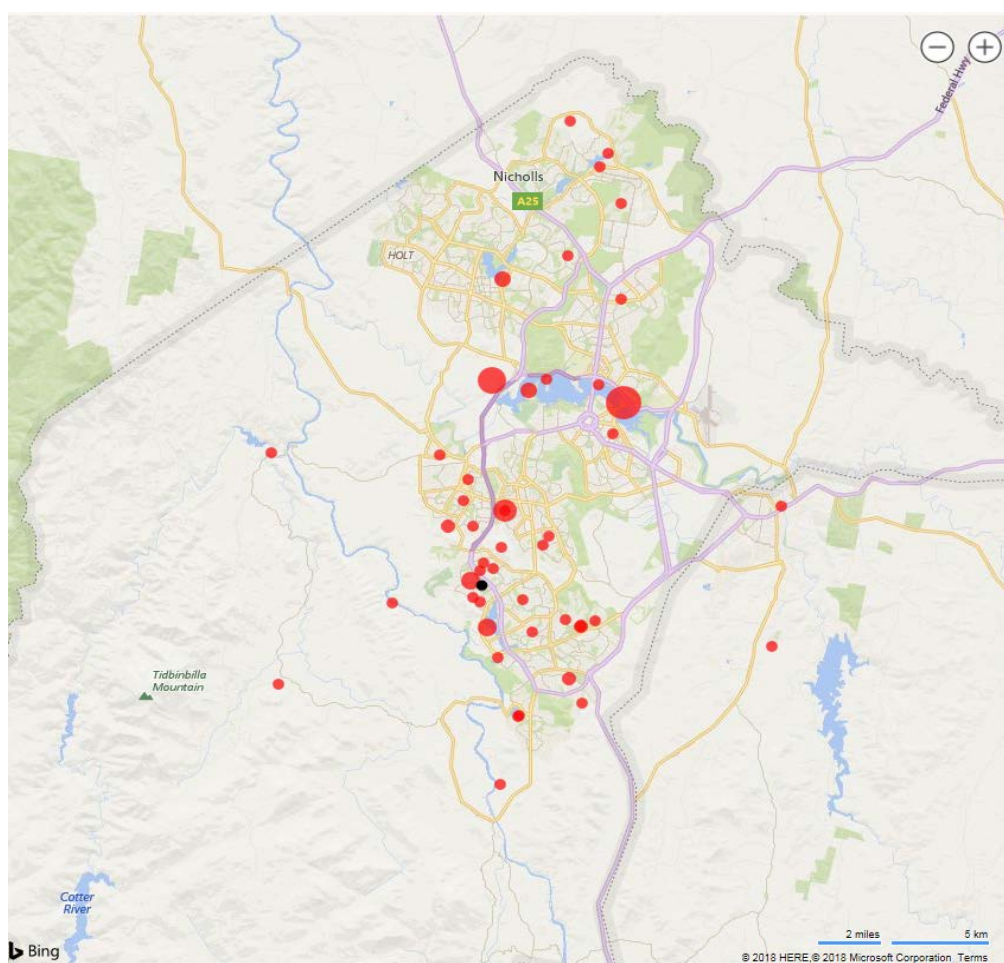 Federal Hwy
Nicholls
A25
HOLT
Tidbinbilla
Mountain
Cotter
River
Bing
2 miles
5 km
© 2018 HERE,© 2018 Microsoft Corporation Terms